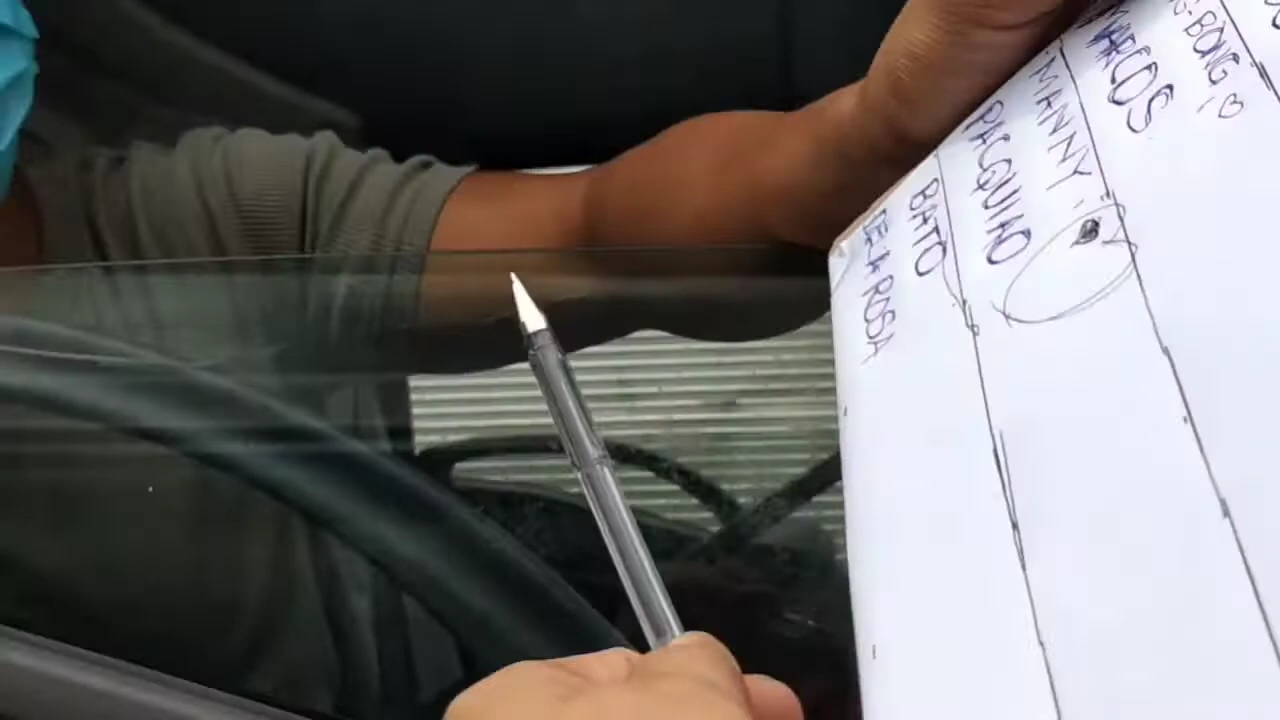 BONG
MARCOS
MANNY
PACQUIAO
BATO
DELA ROSA